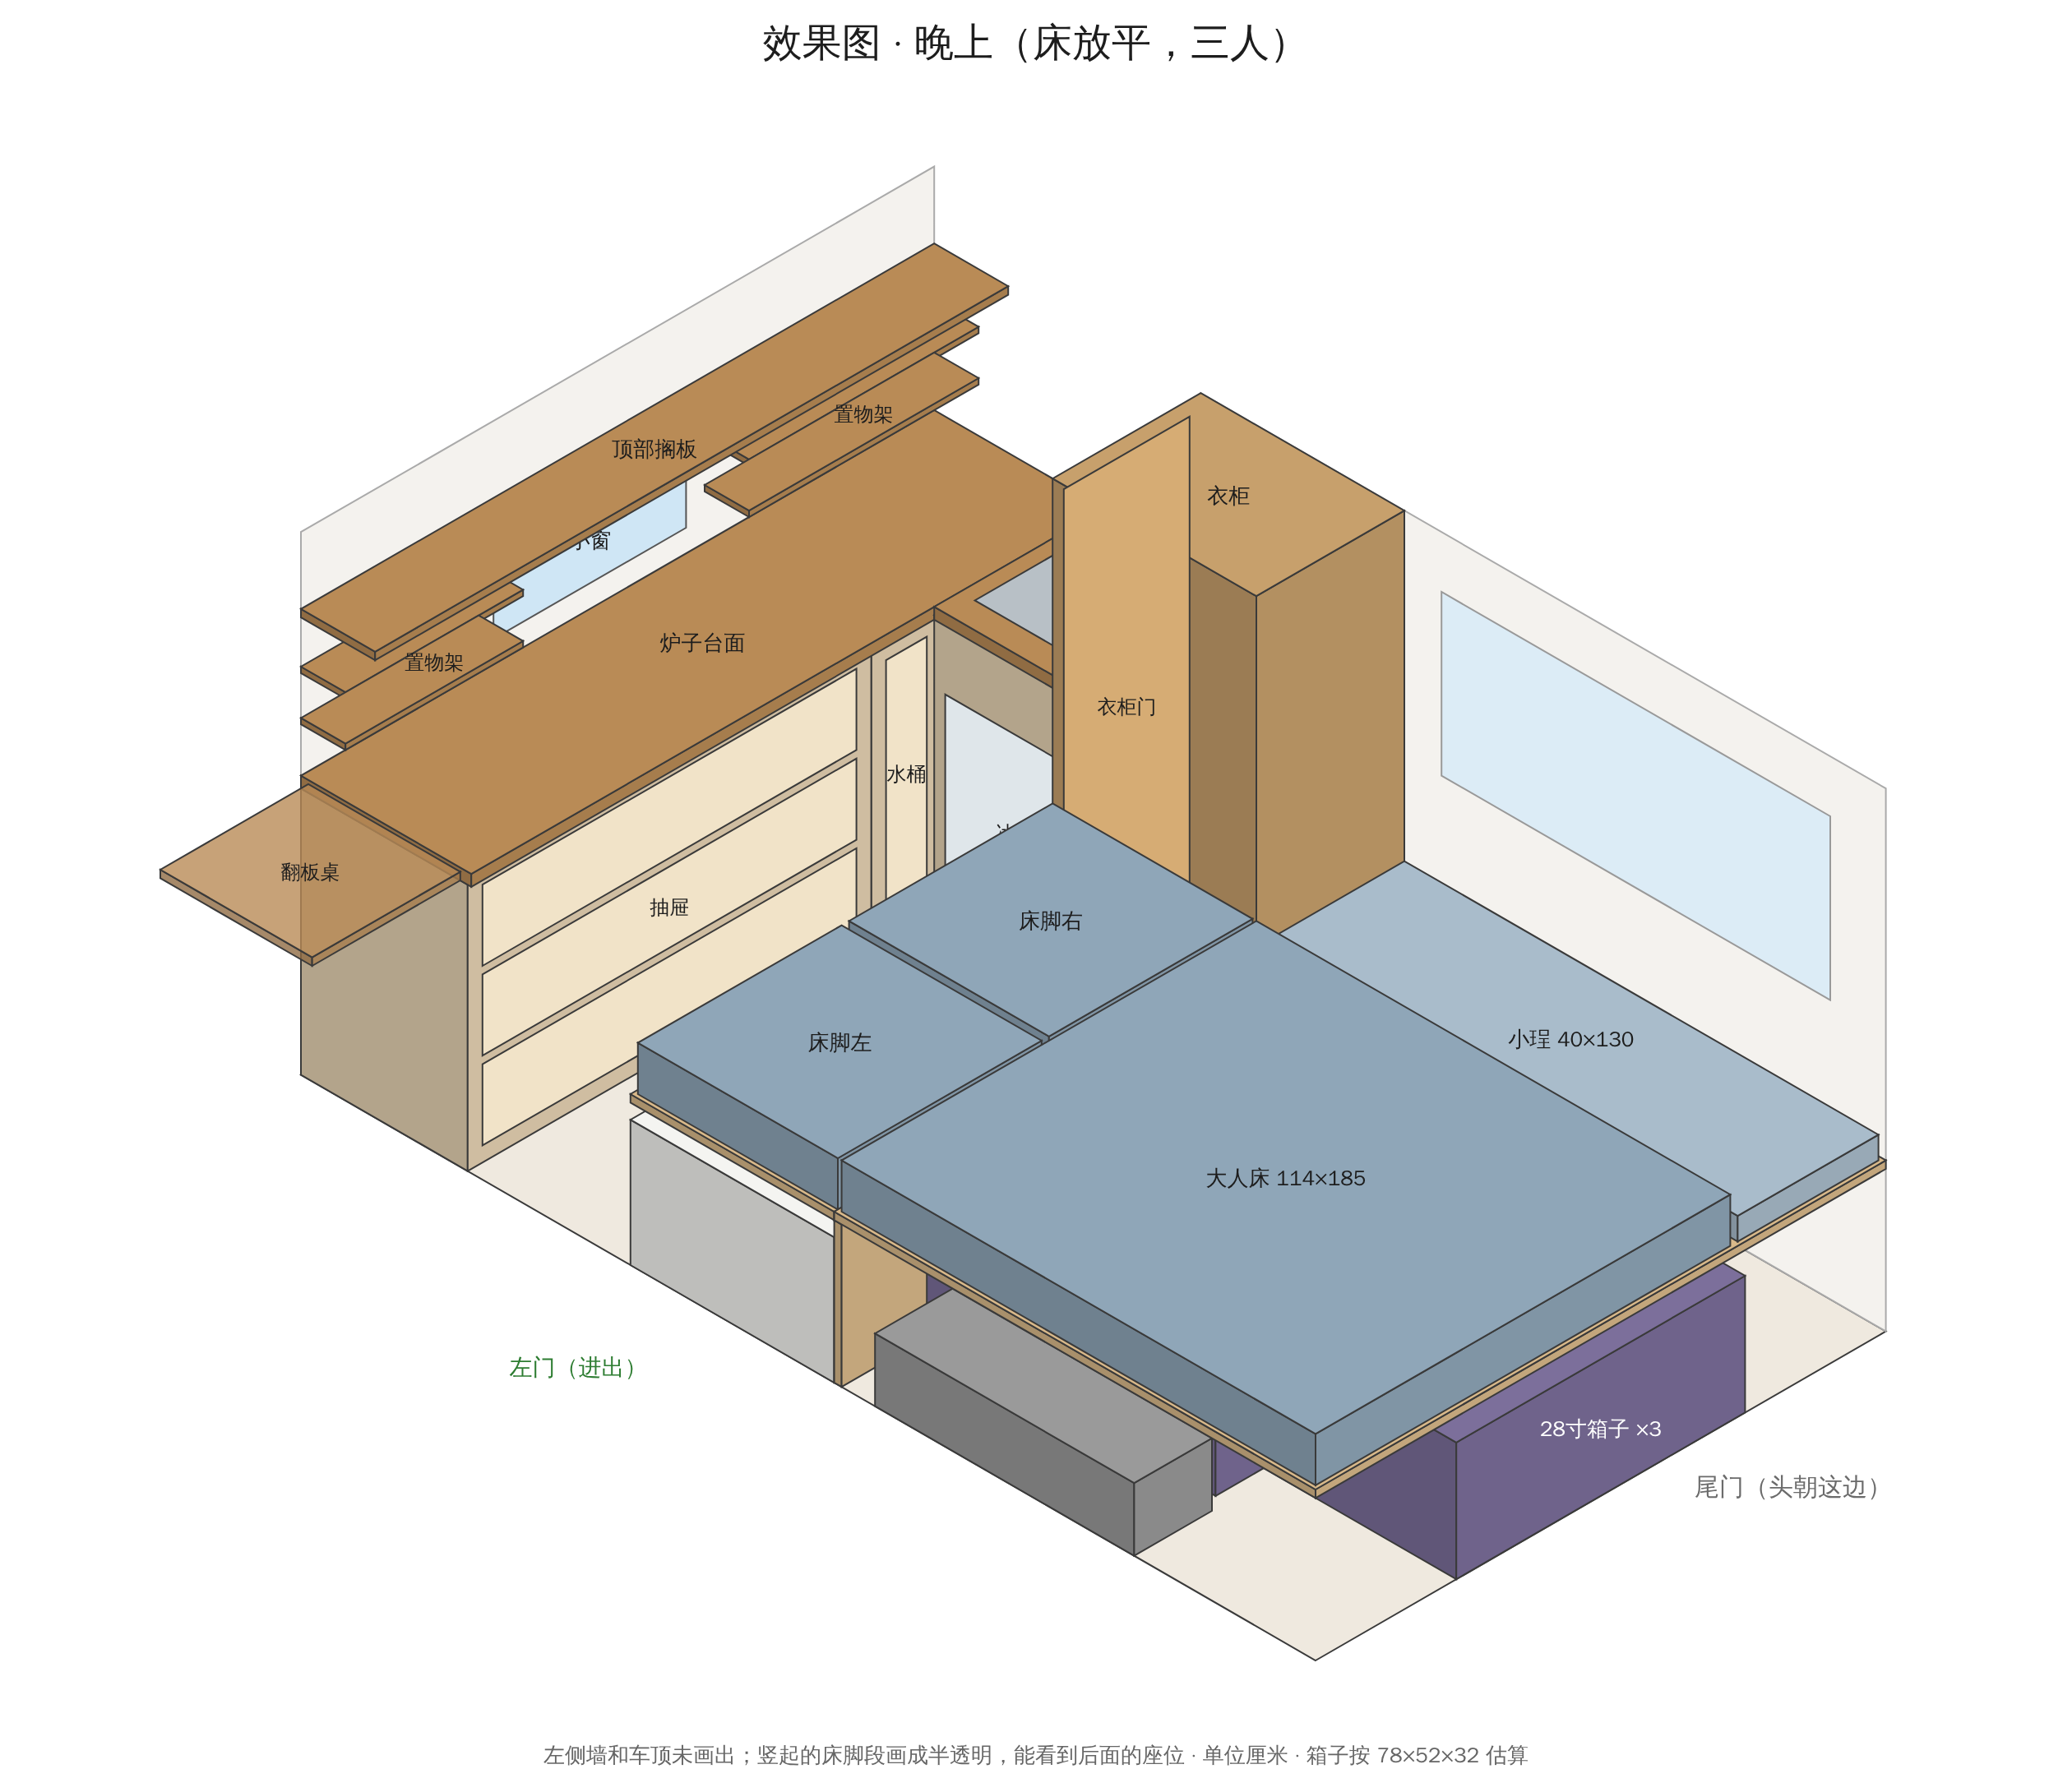 效果图 · 晚上（床放平，三人）
顶部搁板
置物架
衣柜
小窗
炉子台面
置物架
衣柜门
水桶
翻板桌
抽屉
床脚右
床脚左
小珵 40×130
大人床 114×185
左门（进出）
28寸箱子 ×3
尾门（头朝这边）
左侧墙和车顶未画出；竖起的床脚段画成半透明，能看到后面的座位 · 单位厘米 · 箱子按 78×52×32 估算